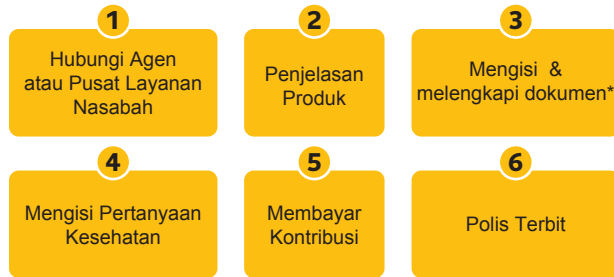 1
Hubungi Agen
atau Pusat Layanan
Nasabah
2
Penjelasan
Produk
3
Mengisi &
melengkapi dokumen*
4
Mengisi Pertanyaan
Kesehatan
5
Membayar
Kontribusi
6
Polis Terbit